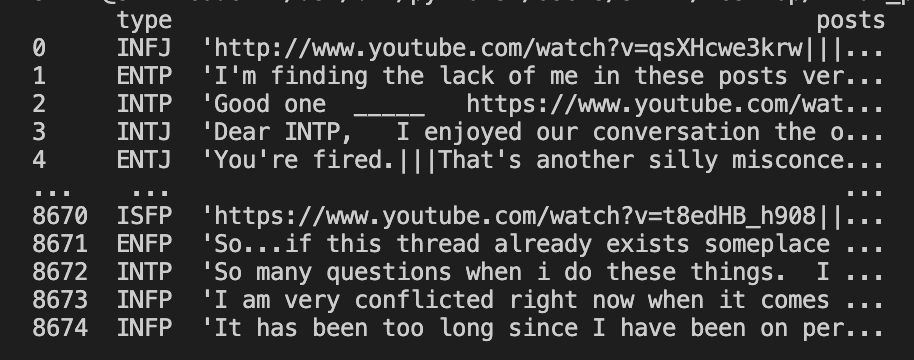 type posts
0 INFJ 'http://www.youtube.com/watch?v=qsXHcwe3krw|||...
1 ENTP 'I'm finding the lack of me in these posts ver...
2 INTP 'Good one _____ https://www.youtube.com/wat...
3 INTJ 'Dear INTP, I enjoyed our conversation the o...
4 ENTJ 'You're fired.|||That's another silly misconce...
... ... ...
8670 ISFP 'https://www.youtube.com/watch?v=t8edHB_h908||...
8671 ENFP 'So...if this thread already exists someplace ...
8672 INTP 'So many questions when i do these things. I ...
8673 INFP 'I am very conflicted right now when it comes ...
8674 INFP 'It has been too long since I have been on per...